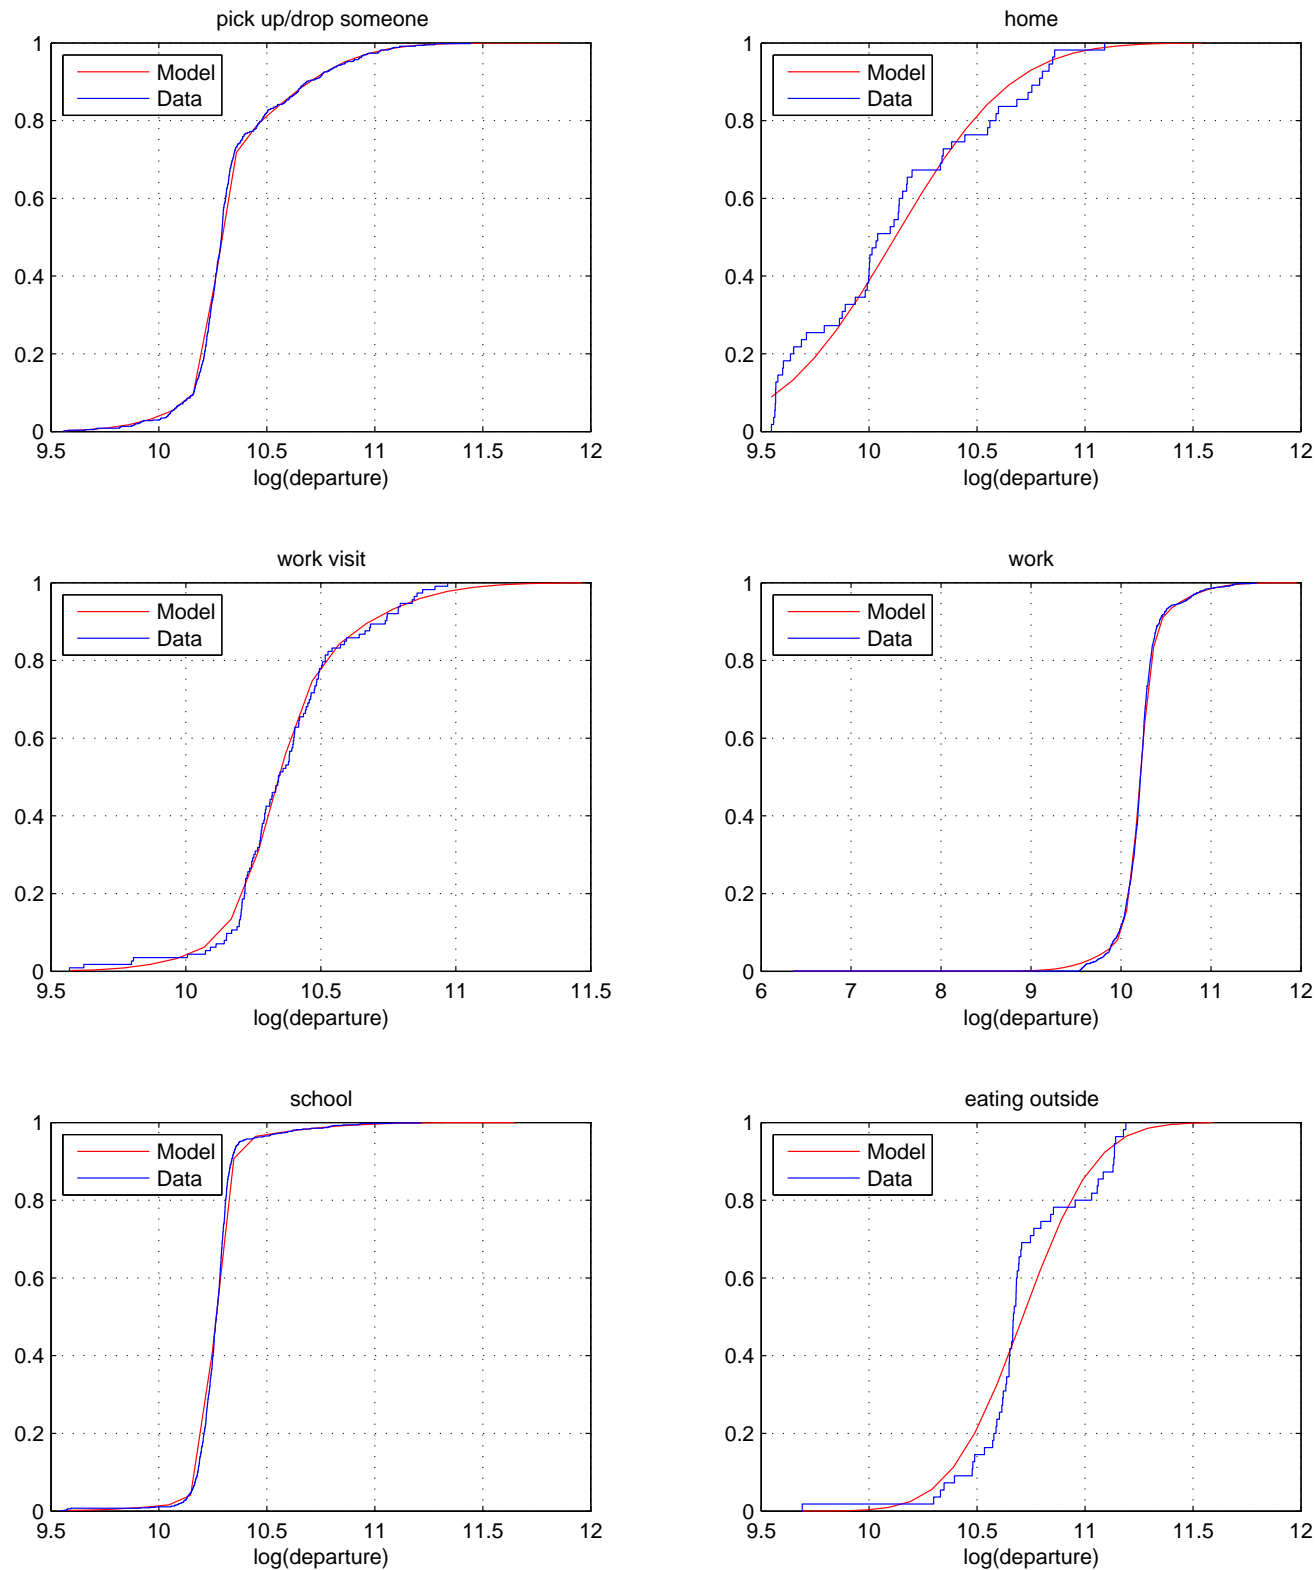 pick up/drop someone
1
0.8
0.6
0.4
0.2
0
Model
Data
9.5 10 10.5 11 11.5 12
log(departure)
home
1
0.8
0.6
0.4
0.2
0
Model
Data
9.5 10 10.5 11 11.5 12
log(departure)
work visit
1
0.8
0.6
0.4
0.2
0
Model
Data
9.5 10 10.5 11 11.5
log(departure)
work
1
0.8
0.6
0.4
0.2
0
Model
Data
6 7 8 9 10 11 12
log(departure)
school
1
0.8
0.6
0.4
0.2
0
Model
Data
9.5 10 10.5 11 11.5 12
log(departure)
eating outside
1
0.8
0.6
0.4
0.2
0
Model
Data
9.5 10 10.5 11 11.5 12
log(departure)